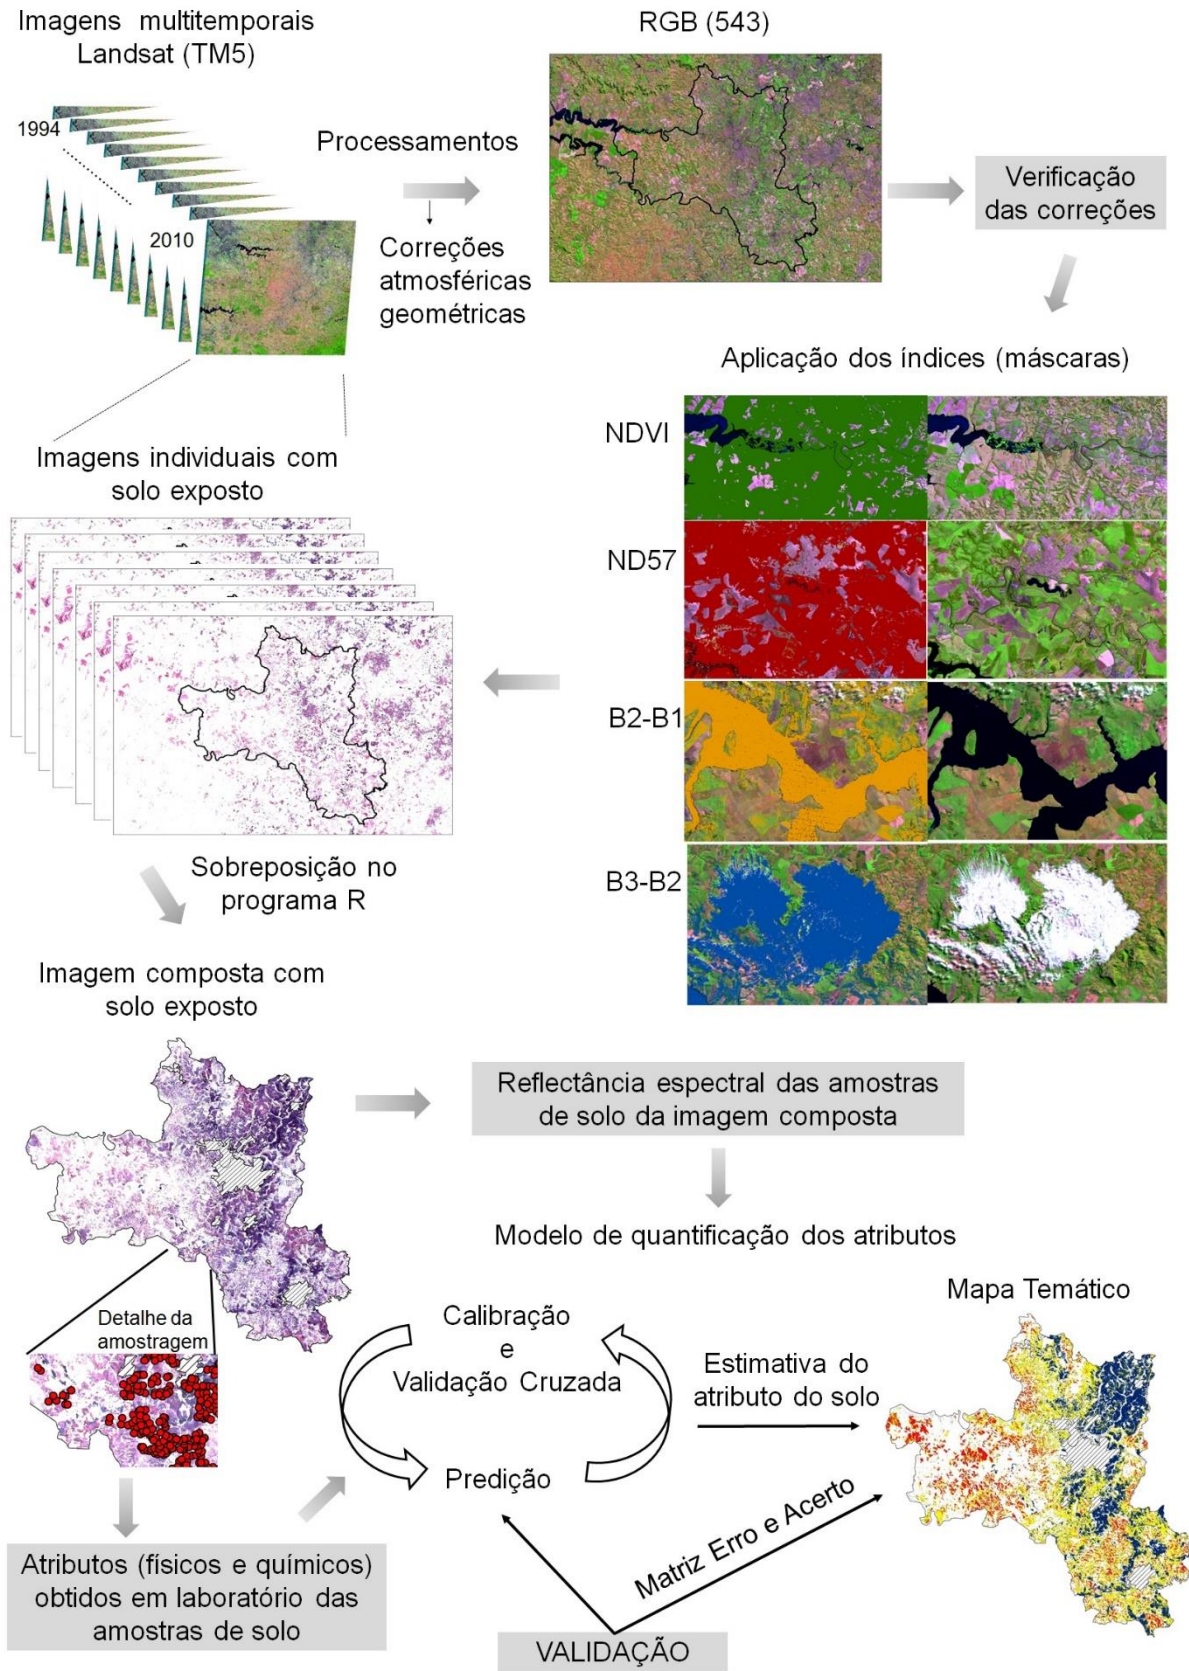 Imagens multitemporais
Landsat (TM5)
1994
2010
Processamentos
Correções
atmosféricas
geométricas
RGB (543)
Verificação
das correções
Aplicação dos índices (máscaras)
NDVI
ND57
B2-B1
B3-B2
Imagens individuais com
solo exposto
Sobreposição no
programa R
Imagem composta com
solo exposto
Reflectância espectral das amostras
de solo da imagem composta
Modelo de quantificação dos atributos
Detalhe da
amostragem
Calibração
e
Validação Cruzada
Predição
Estimativa do
atributo do solo
Mapa Temático
Matriz Erro e Acerto
Atributos (físicos e químicos)
obtidos em laboratório das
amostras de solo
VALIDAÇÃO